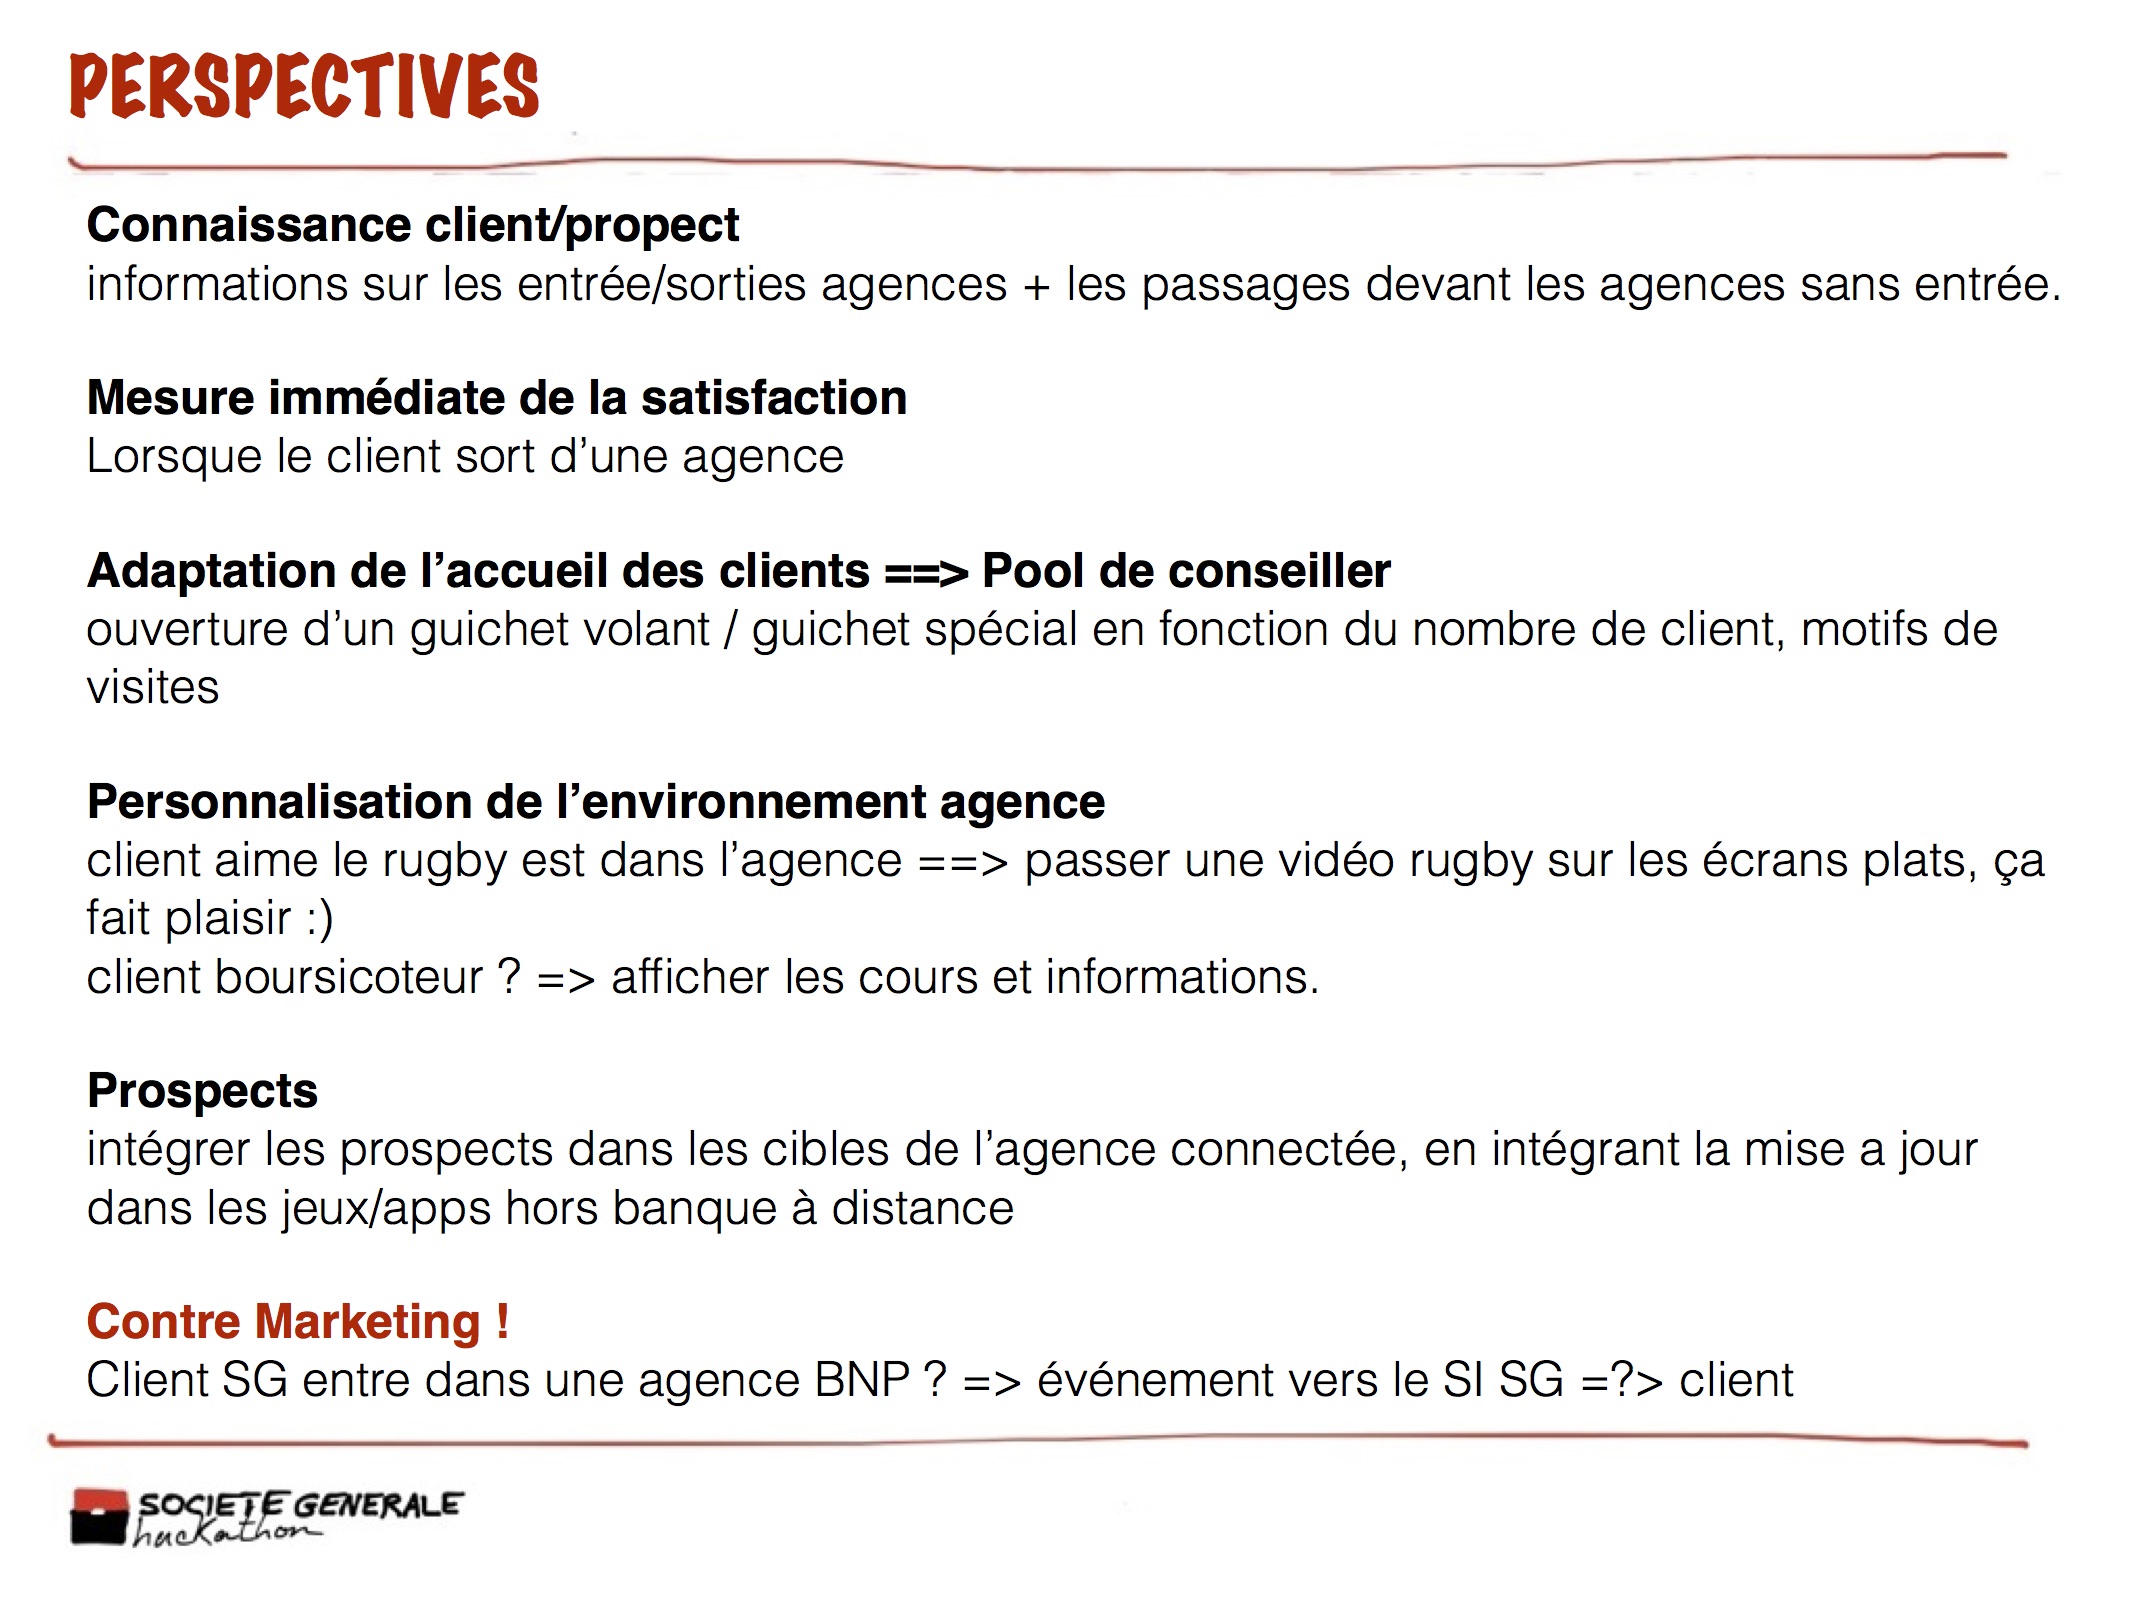 PERSPECTIVES
Connaissance client/propect
informations sur les entrée/sorties agences + les passages devant les agences sans entrée.
Mesure immédiate de la satisfaction
Lorsque le client sort d’une agence
Adaptation de l’accueil des clients ==> Pool de conseiller
ouverture d’un guichet volant / guichet spécial en fonction du nombre de client, motifs de
visites
Personnalisation de l’environnement agence
client aime le rugby est dans l’agence ==> passer une vidéo rugby sur les écrans plats, ça
fait plaisir :)
client boursicoteur ? => afficher les cours et informations.
Prospects
intégrer les prospects dans les cibles de l’agence connectée, en intégrant la mise a jour
dans les jeux/apps hors banque à distance
Contre Marketing !
Client SG entre dans une agence BNP ? => événement vers le SI SG =?> client
SOCIETE GENERALE
hackathon